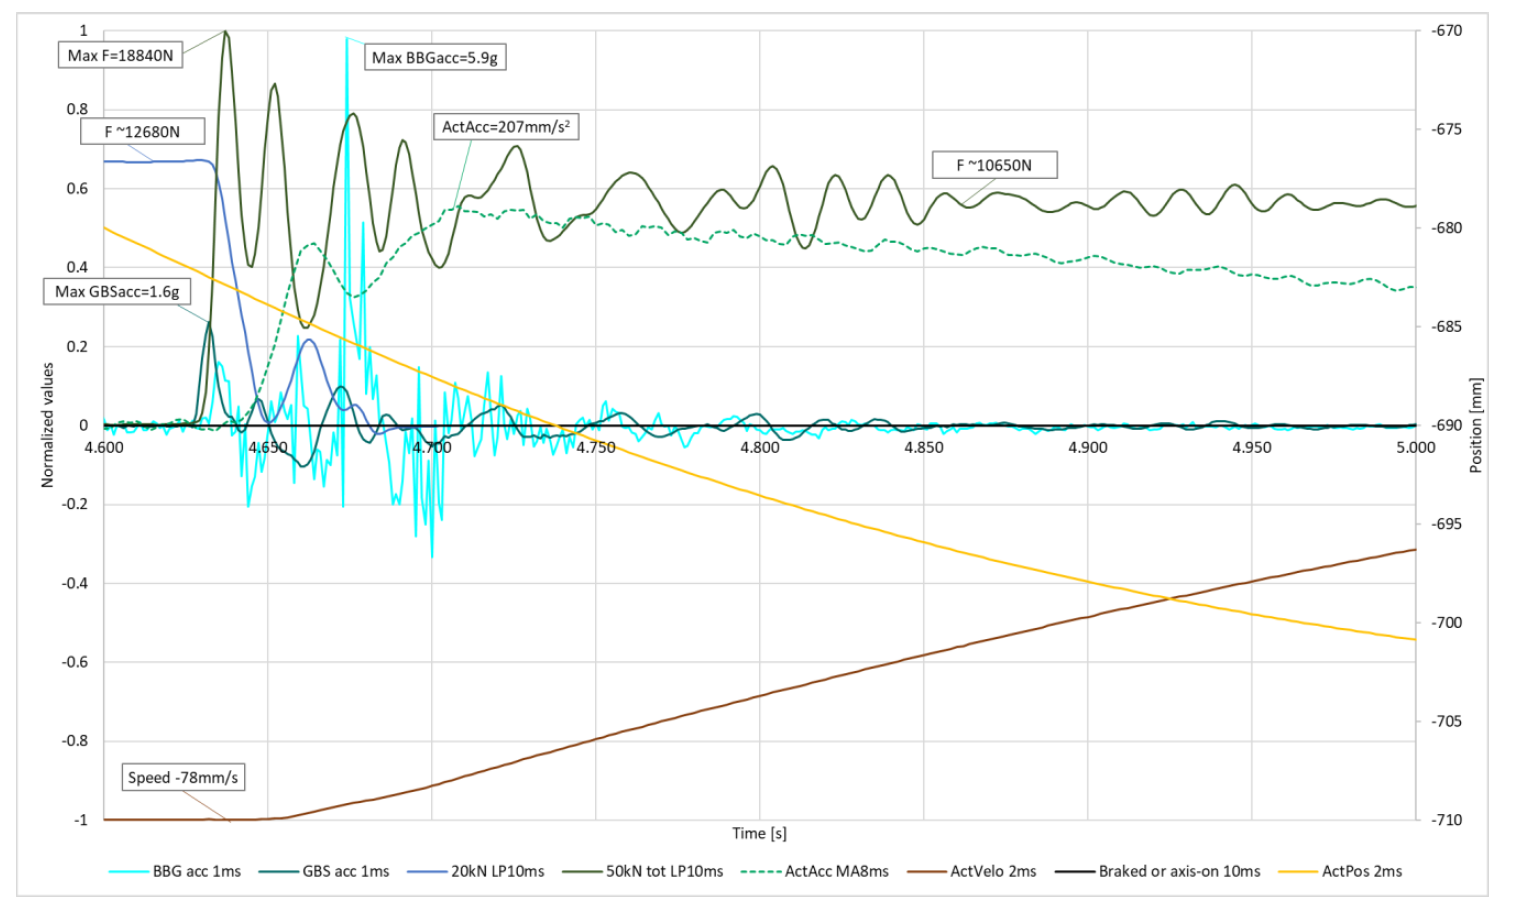 1
0.8
0.6
0.4
0.2
0
-0.2
-0.4
-0.6
-0.8
-1
Normalized values
-670
-675
-680
-685
-690
-695
-700
-705
-710
Position [mm]
Max F=18840N
Max BBGacc=5.9g
F ~12680N
ActAcc=207mm/s²
F ~10650N
Max GBSacc=1.6g
Speed -78mm/s
4.600 4.650 4.700 4.750 4.800 4.850 4.900 4.950 5.000
Time [s]
BBG acc 1ms GBS acc 1ms 20kN LP10ms 50kN tot LP10ms ActAcc MA8ms ActVelo 2ms Braked or axis-on 10ms ActPos 2ms